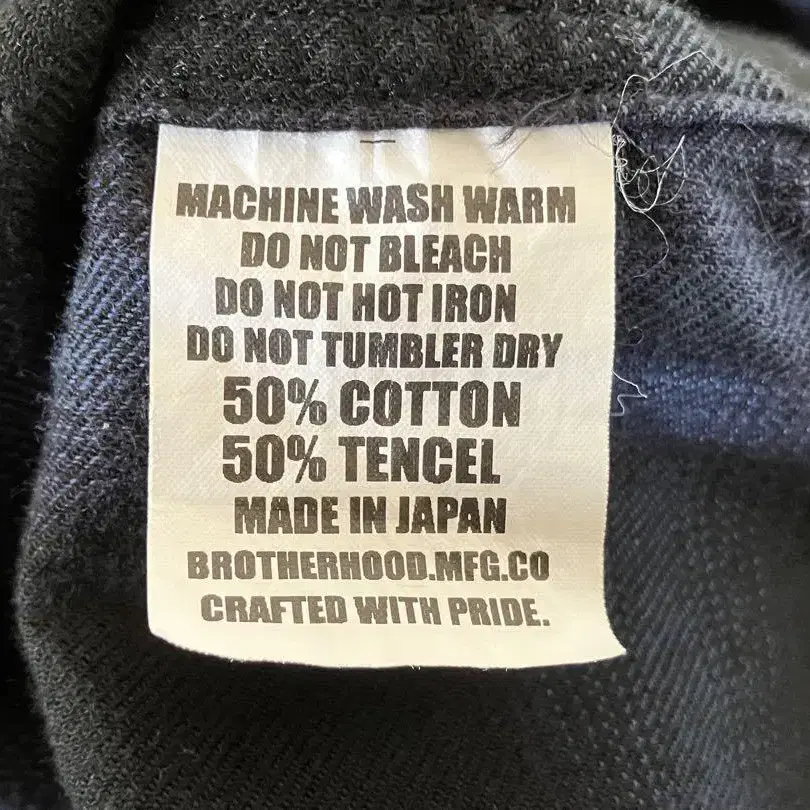 MACHINE WASH WARM
DO NOT BLEACH
DO NOT HOT IRON
DO NOT TUMBLER DRY
50% COTTON
50% TENCEL
MADE IN JAPAN
BROTHERHOOD.MFG.CO
CRAFTED WITH PRIDE.